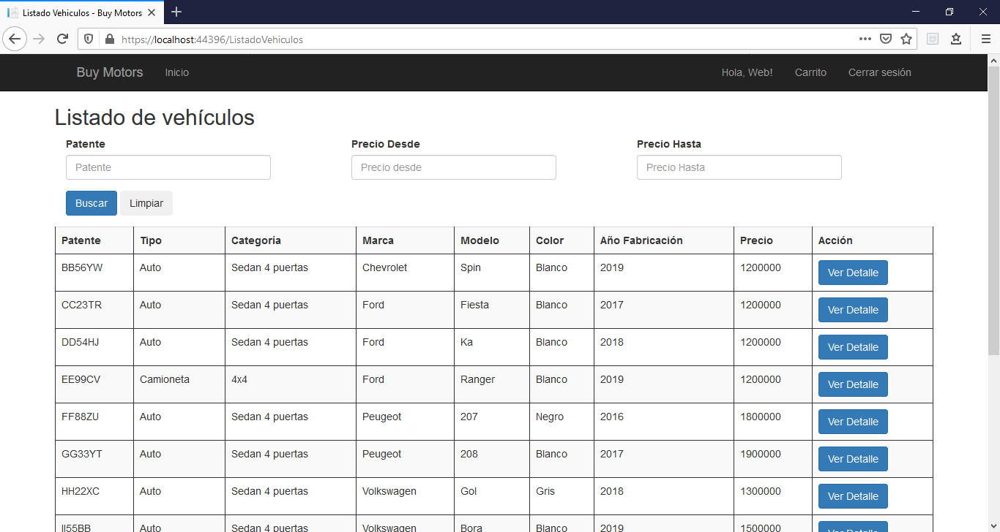 Listado Vehiculos - Buy Motors
https://localhost:44396/ListadoVehiculos
Buy Motors Inicio Hola, Web! Carrito Cerrar sesión
Listado de vehículos
Patente Precio Desde Precio Hasta
Patente Precio desde Precio Hasta
Buscar Limpiar
Patente Tipo Categoría Marca Modelo Color Año Fabricación Precio Acción
BB56YW Auto Sedan 4 puertas Chevrolet Spin Blanco 2019 1200000 Ver Detalle
CC23TR Auto Sedan 4 puertas Ford Fiesta Blanco 2017 1200000 Ver Detalle
DD54HJ Auto Sedan 4 puertas Ford Ka Blanco 2018 1200000 Ver Detalle
EE99CV Camioneta 4x4 Ford Ranger Blanco 2019 1200000 Ver Detalle
FF88ZU Auto Sedan 4 puertas Peugeot 207 Negro 2016 1800000 Ver Detalle
GG33YT Auto Sedan 4 puertas Peugeot 208 Blanco 2017 1900000 Ver Detalle
HH22XC Auto Sedan 4 puertas Volkswagen Gol Gris 2018 1300000 Ver Detalle
II55BB Auto Sedan 4 puertas Volkswagen Bora Blanco 2019 1500000 Ver Detalle